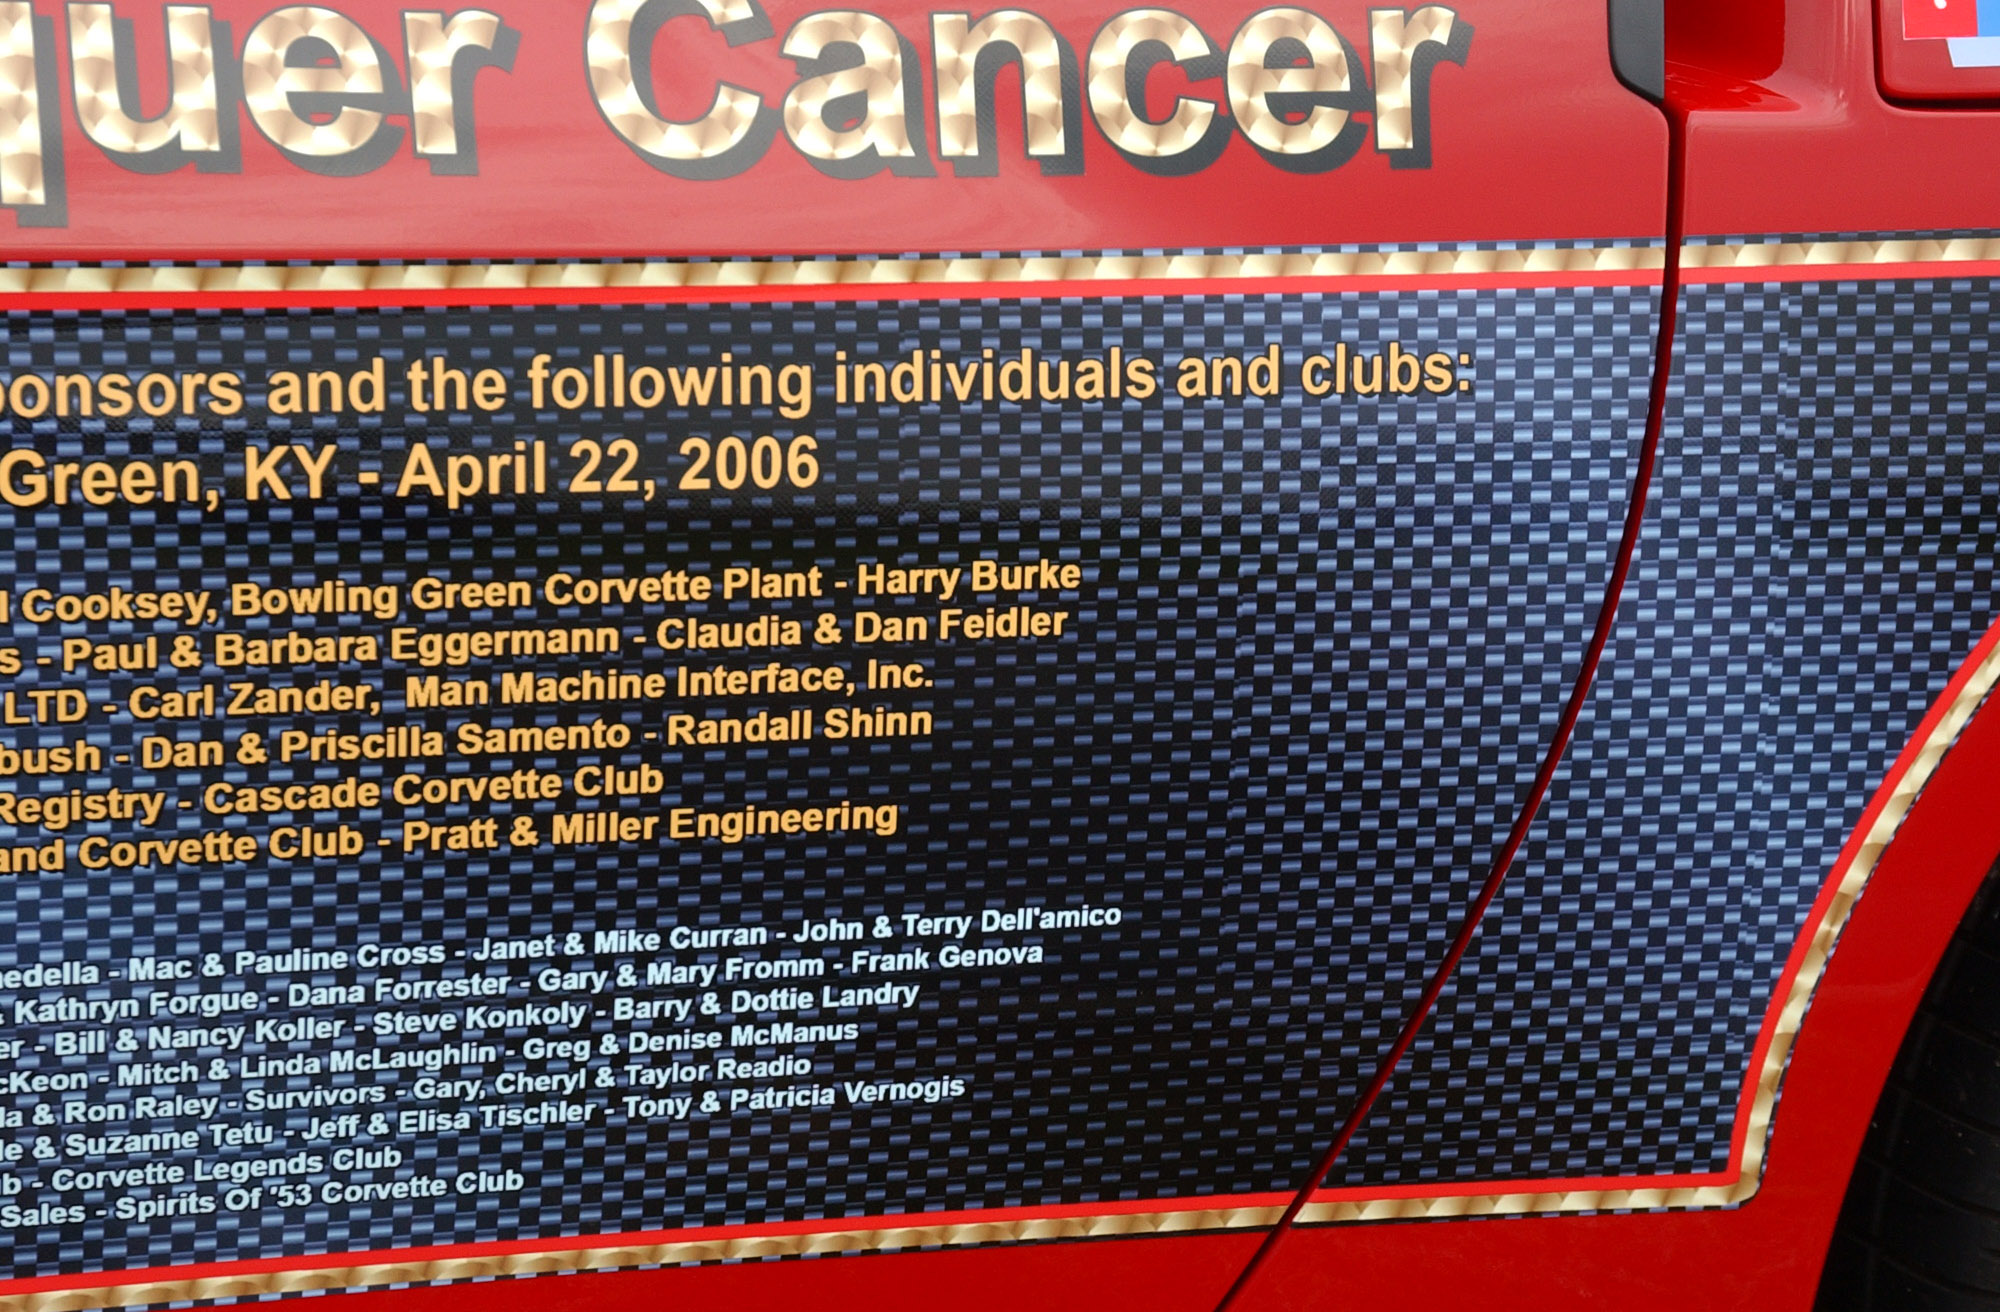 quer Cancer
ponsors and the following individuals and clubs:
Green, KY - April 22, 2006
l Cooksey, Bowling Green Corvette Plant - Harry Burke
s - Paul & Barbara Eggermann - Claudia & Dan Feidler
LTD - Carl Zander, Man Machine Interface, Inc.
bush - Dan & Priscilla Samento - Randall Shinn
Registry - Cascade Corvette Club
and Corvette Club - Pratt & Miller Engineering
edella - Mac & Pauline Cross - Janet & Mike Curran - John & Terry Dell'amico
& Kathryn Forgue - Dana Forrester - Gary & Mary Fromm - Frank Genova
er - Bill & Nancy Koller - Steve Konkoly - Barry & Dottie Landry
cKeon - Mitch & Linda McLaughlin - Greg & Denise McManus
la & Ron Raley - Survivors - Gary, Cheryl & Taylor Readio
le & Suzanne Tetu - Jeff & Elisa Tischler - Tony & Patricia Vernogis
b - Corvette Legends Club
Sales - Spirits Of '53 Corvette Club